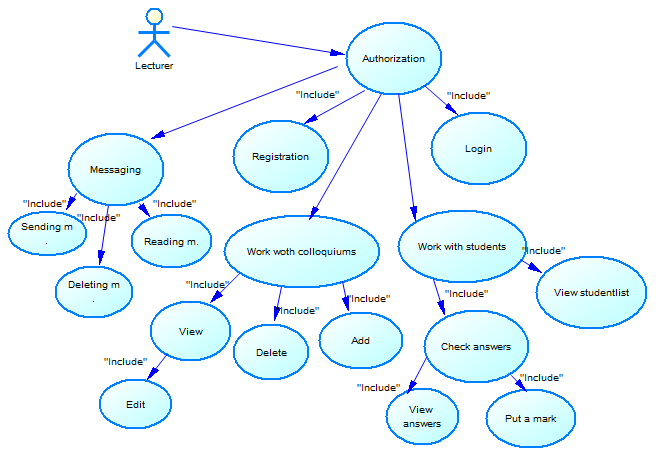 Lecturer
Authorization
"Include"
"Include"
Registration
Login
Messaging
"Include"
"Include"
"Include"
Sending m
.
Deleting m
.
Reading m.
Work woth colloquiums
Work with students
"Include"
View studentlist
"Include"
"Include"
"Include"
"Include"
View
Delete
Add
Check answers
"Include"
Edit
"Include"
"Include"
View
answers
Put a mark